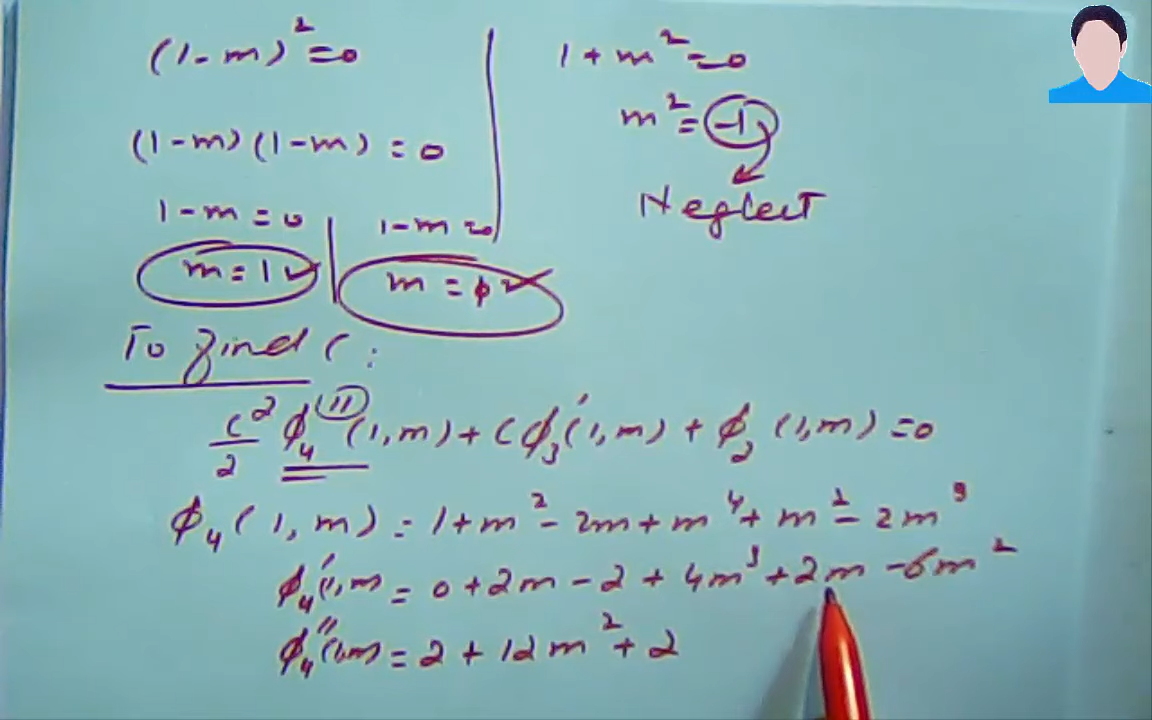 (1-m)² = 0
(1-m)(1-m) = 0
1-m = 0
m = 1 ✓
1-m = 0
m = 1 ✓
1+m² = 0
m² = -1
Neglect
To find C :
C²/2 φ₄''(1,m) + Cφ₃'(1,m) + φ₂(1,m) = 0
φ₄(1,m) = 1+m²-2m+m⁴+m²-2m³
φ₄'(1,m) = 0+2m-2+4m³+2m-6m²
φ₄''(1,m) = 2+12m²+2